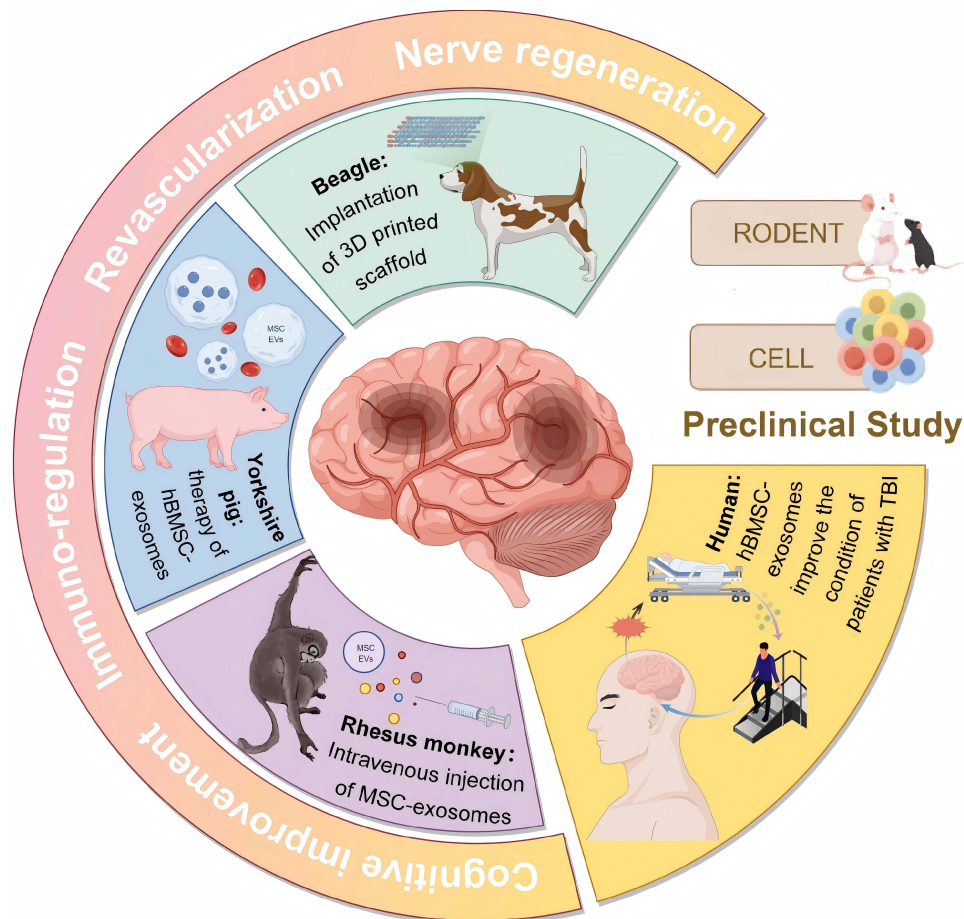 Nerve regeneration
Revascularization
Immuno-regulation
Cognitive improvement
Beagle:
Implantation
of 3D printed
scaffold
MSC
EVs
Yorkshire
pig:
therapy of
hBMSC-
exosomes
MSC
EVs
Rhesus monkey:
Intravenous injection
of MSC-exosomes
RODENT
CELL
Preclinical Study
Human:
hBMSC-
exosomes
improve the
condition of
patients with TBI